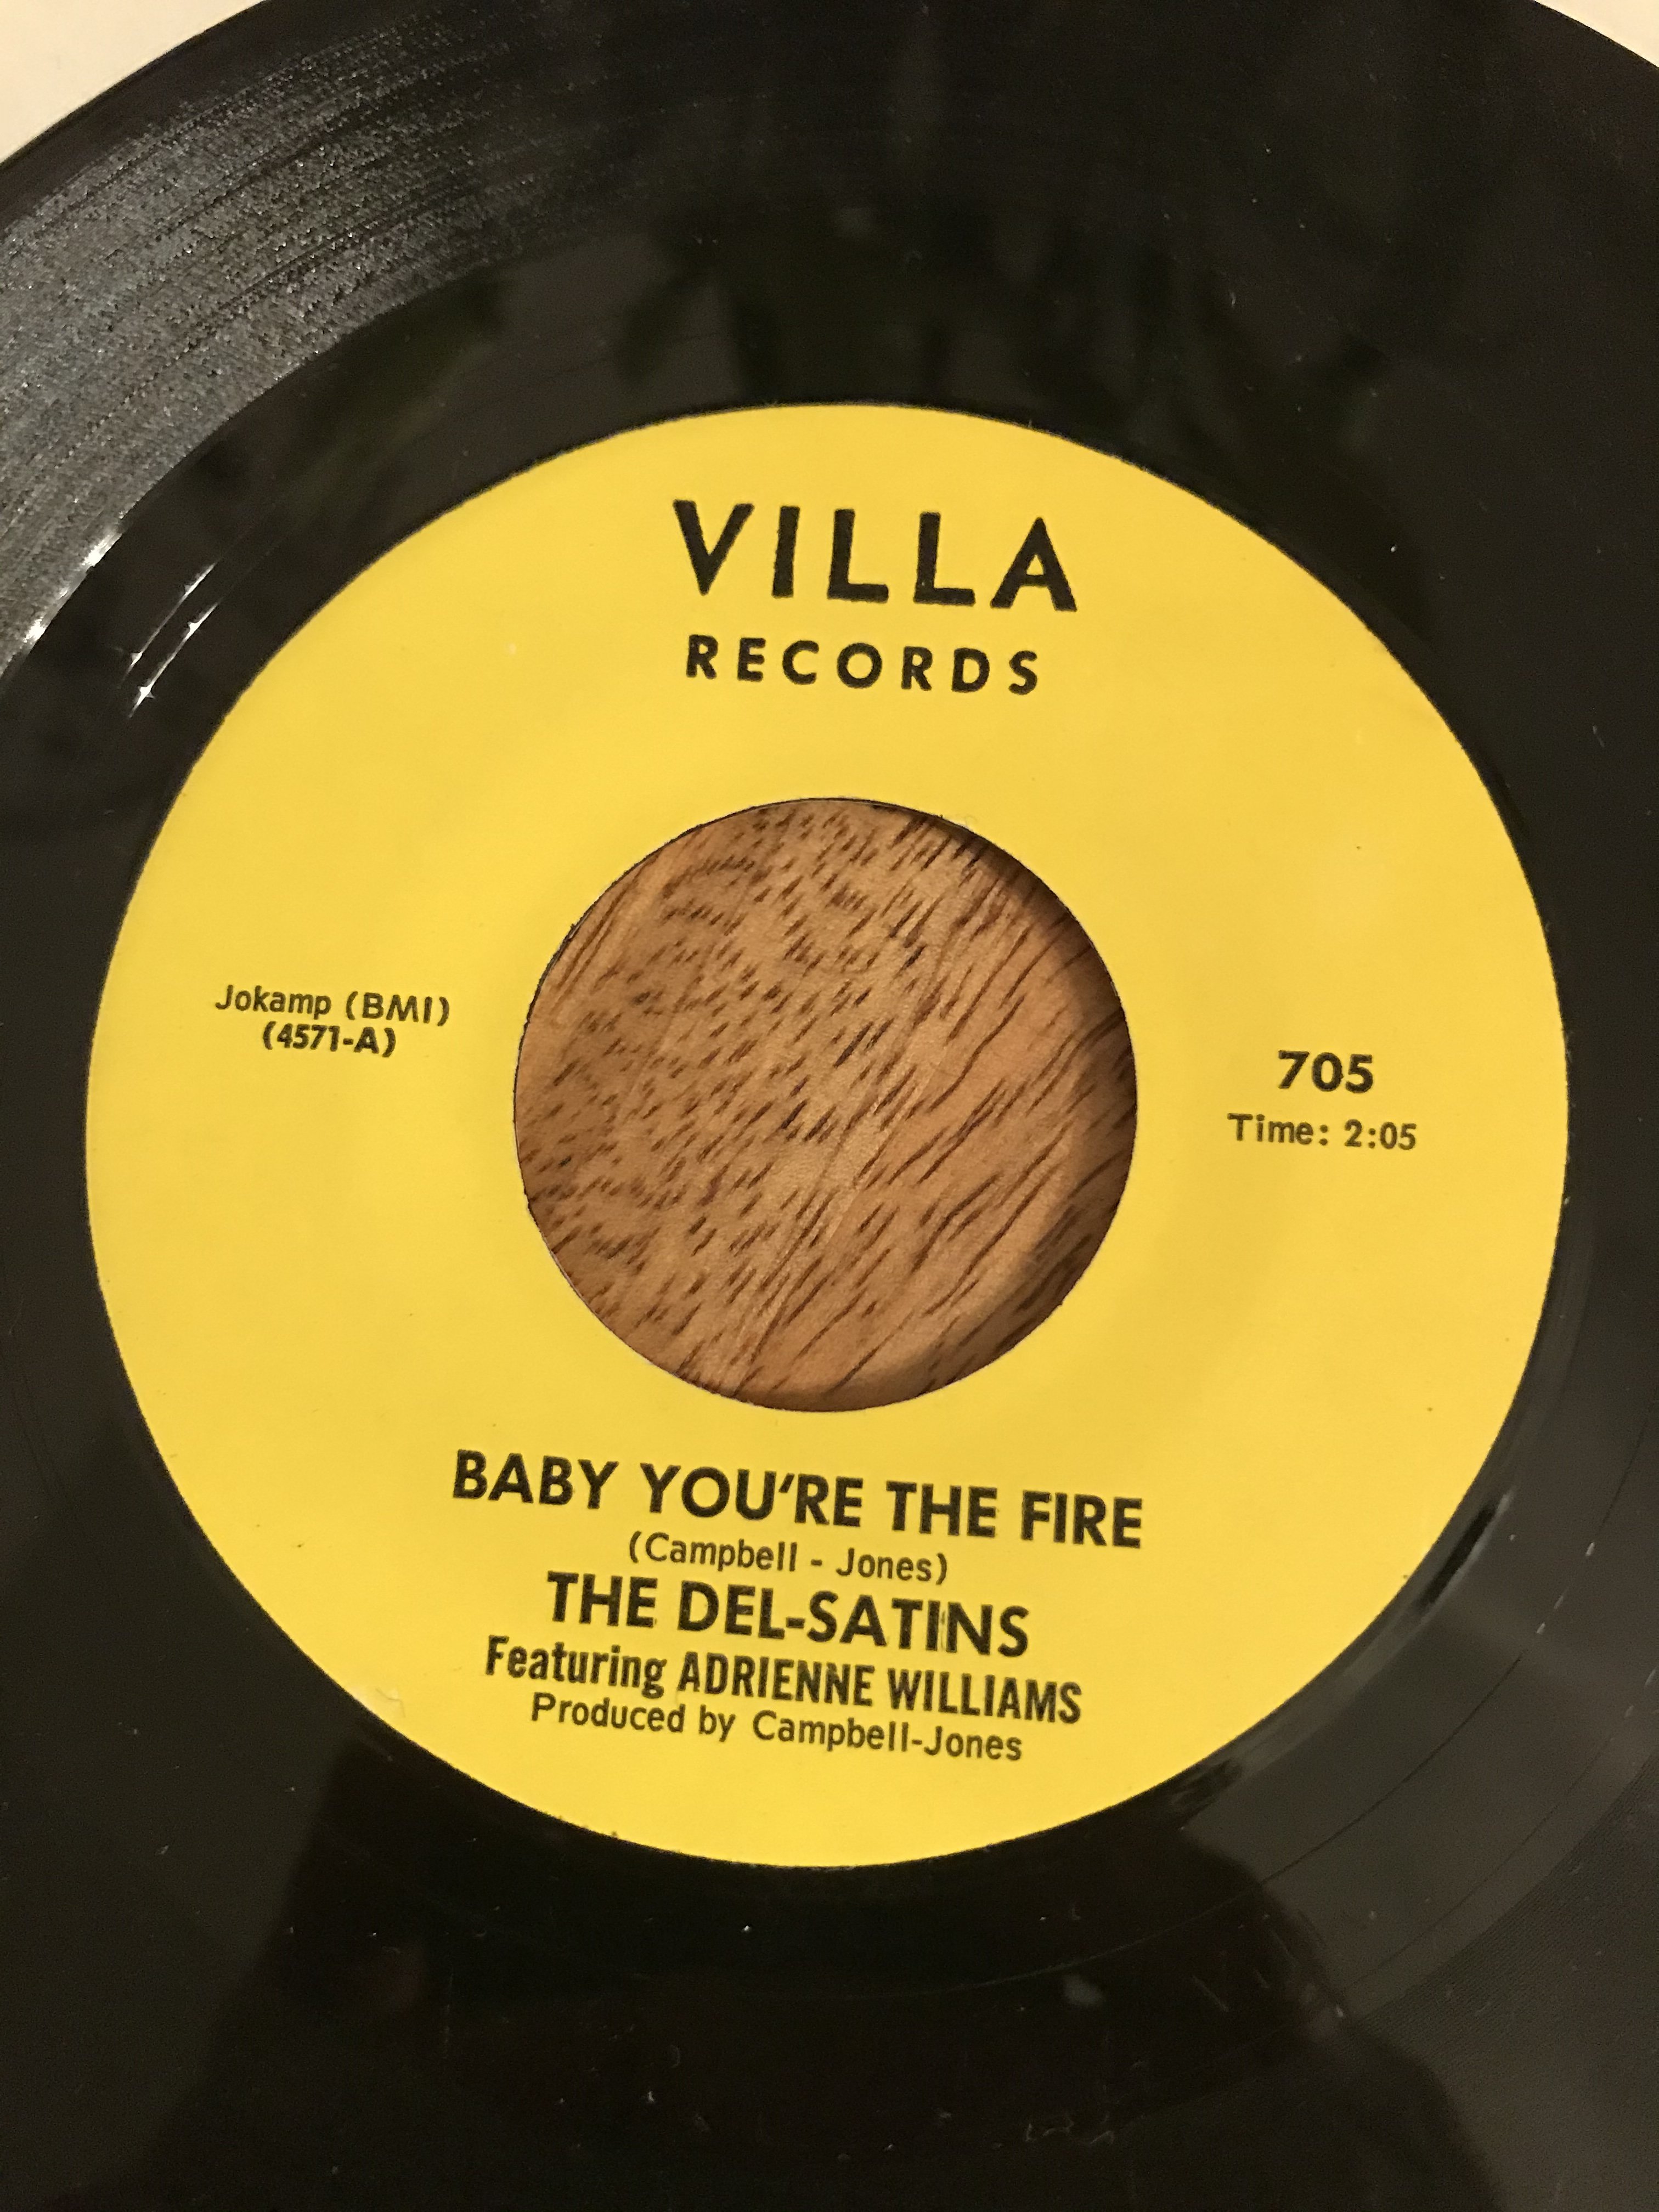 VILLA
RECORDS
Jokamp (BMI)
(4571-A)
705
Time: 2:05
BABY YOU'RE THE FIRE
(Campbell - Jones)
THE DEL-SATINS
Featuring ADRIENNE WILLIAMS
Produced by Campbell-Jones